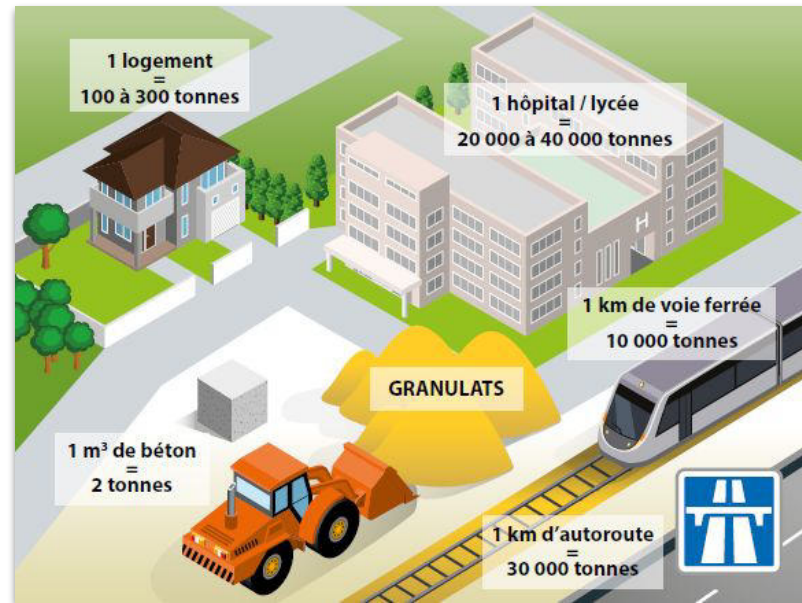 1 logement
=
100 à 300 tonnes
1 hôpital / lycée
=
20 000 à 40 000 tonnes
H
1 km de voie ferrée
=
10 000 tonnes
GRANULATS
1 m³ de béton
=
2 tonnes
1 km d’autoroute
=
30 000 tonnes